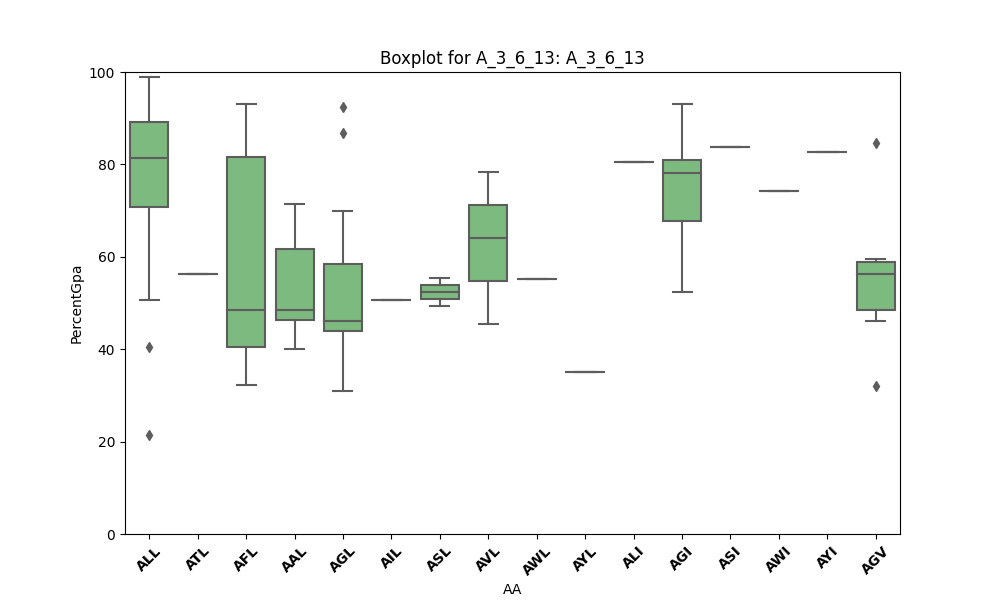 Boxplot for A_3_6_13: A_3_6_13
100
80
60
40
20
0
PercentGpa
ALL ATL AFL AAL AGL AIL ASL AVL AWL AYL ALI AGI ASI AWI AYI AGV
AA